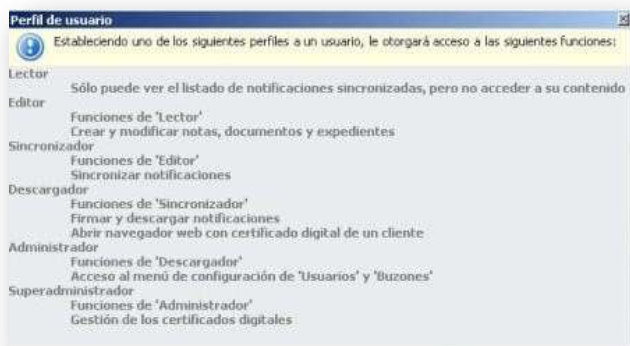 Perfil de usuario
Estableciendo uno de los siguientes perfiles a un usuario, le otorgará acceso a las siguientes funciones:
Lector
Sólo puede ver el listado de notificaciones sincronizadas, pero no acceder a su contenido
Editor
Funciones de 'Lector'
Crear y modificar notas, documentos y expedientes
Sincronizador
Funciones de 'Editor'
Sincronizar notificaciones
Descargador
Funciones de 'Sincronizador'
Firmar y descargar notificaciones
Abrir navegador web con certificado digital de un cliente
Administrador
Funciones de 'Descargador'
Acceso al menú de configuración de 'Usuarios' y 'Buzones'
Superadministrador
Funciones de 'Administrador'
Gestión de los certificados digitales